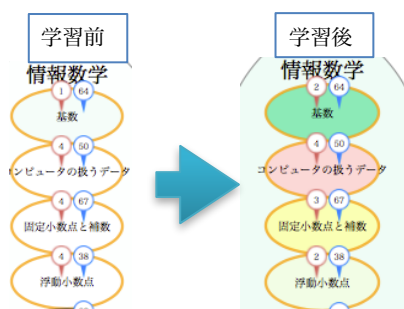 学習前
情報数学
1 64
基数
4 50
コンピュータの扱うデータ
4 67
固定小数点と補数
4 38
浮動小数点
学習後
情報数学
2 64
基数
4 50
コンピュータの扱うデータ
3 67
固定小数点と補数
2 38
浮動小数点